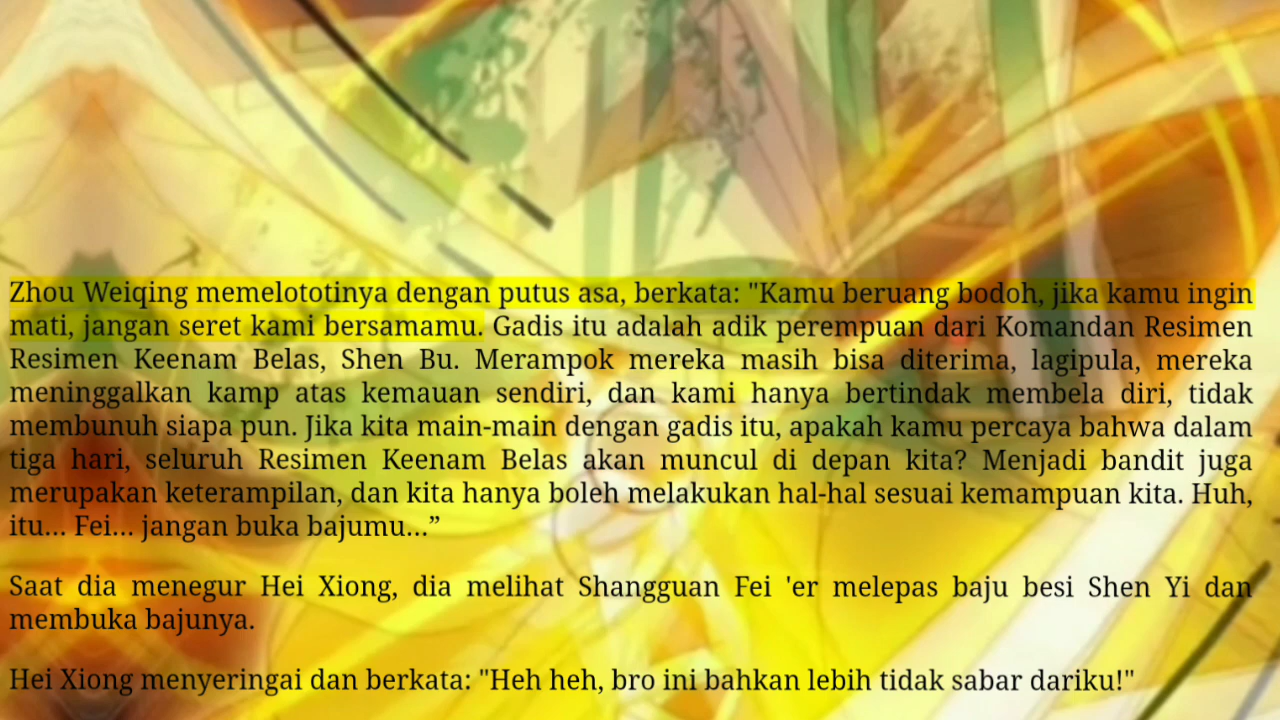 Zhou Weiqing memelototinya dengan putus asa, berkata: "Kamu beruang bodoh, jika kamu ingin
mati, jangan seret kami bersamamu. Gadis itu adalah adik perempuan dari Komandan Resimen
Resimen Keenam Belas, Shen Bu. Merampok mereka masih bisa diterima, lagipula, mereka
meninggalkan kamp atas kemauan sendiri, dan kami hanya bertindak membela diri, tidak
membunuh siapa pun. Jika kita main-main dengan gadis itu, apakah kamu percaya bahwa dalam
tiga hari, seluruh Resimen Keenam Belas akan muncul di depan kita? Menjadi bandit juga
merupakan keterampilan, dan kita hanya boleh melakukan hal-hal sesuai kemampuan kita. Huh,
itu... Fei... jangan buka bajumu...”
Saat dia menegur Hei Xiong, dia melihat Shangguan Fei 'er melepas baju besi Shen Yi dan
membuka bajunya.
Hei Xiong menyeringai dan berkata: "Heh heh, bro ini bahkan lebih tidak sabar dariku!"